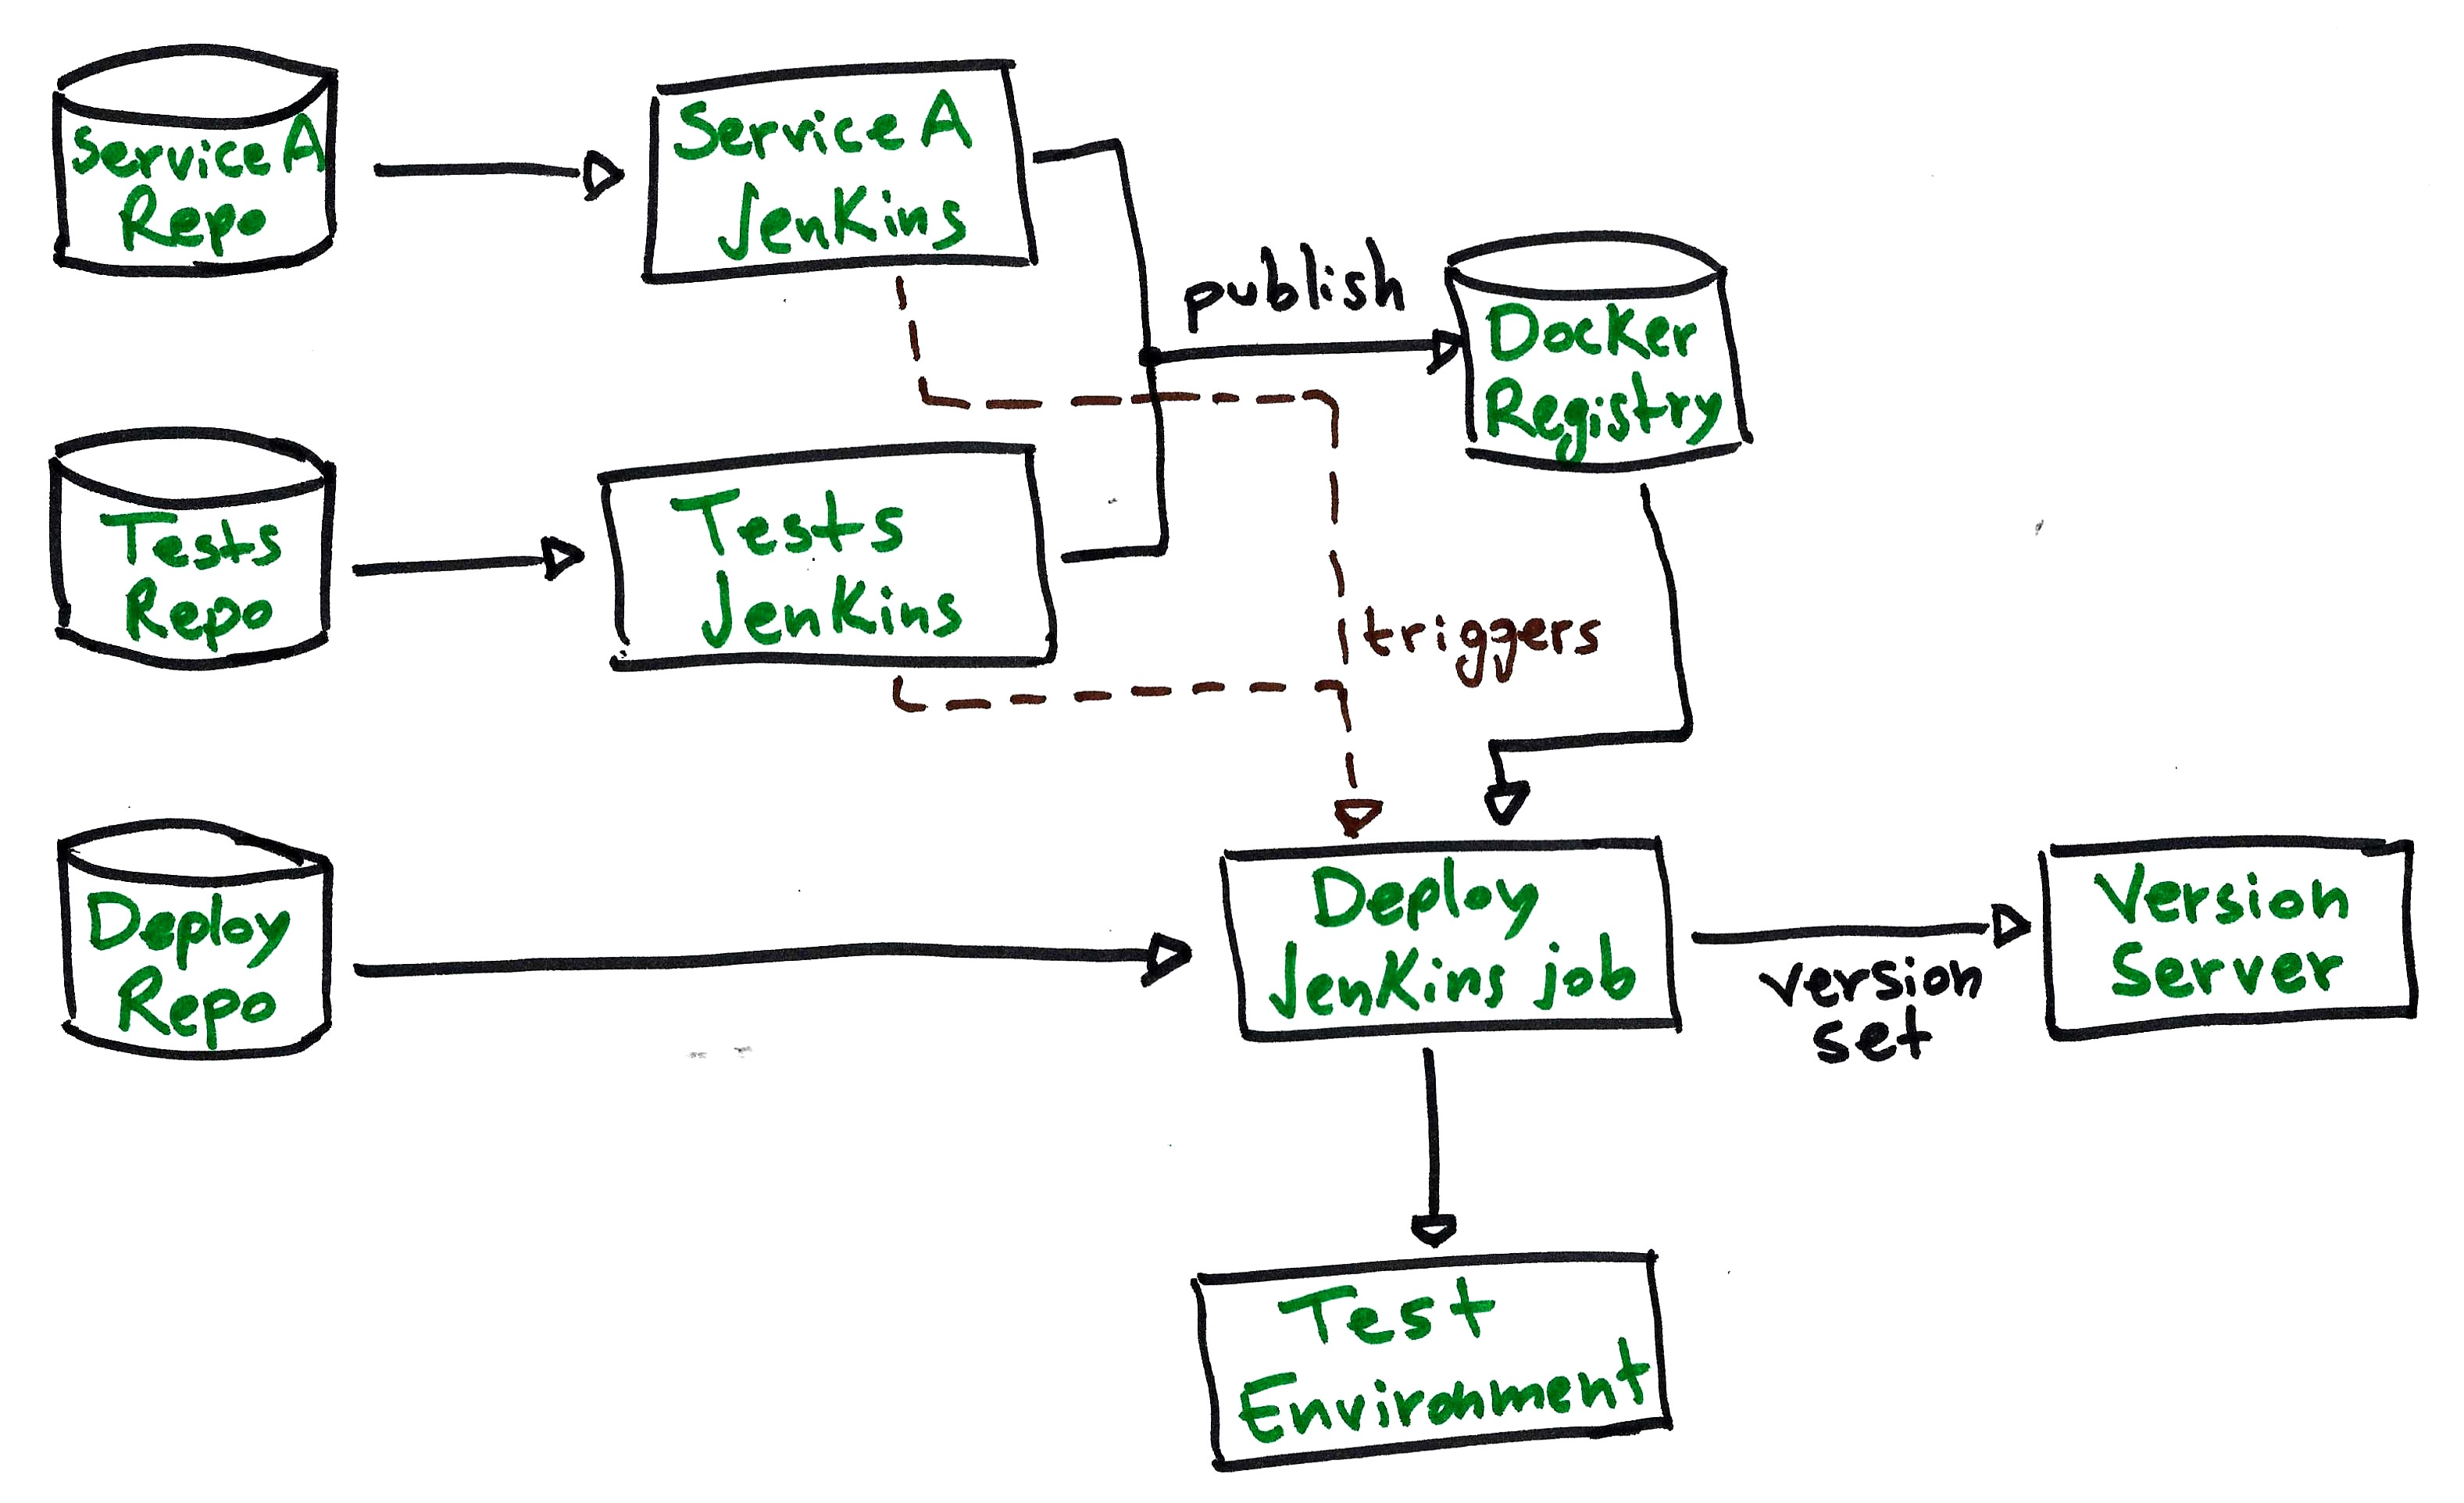 Service A
Repo
Service A
Jenkins
publish
Docker
Registry
Tests
Repo
Tests
Jenkins
triggers
Deploy
Repo
Deploy
Jenkins job
version
set
Version
Server
Test
Environment